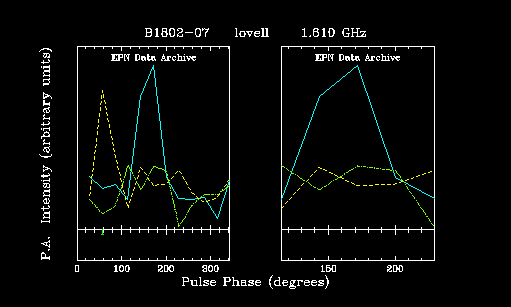 B1802-07 lovell 1.610 GHz
EPN Data Archive EPN Data Archive
P.A. Intensity (arbitrary units)
0 100 200 300 150 200
Pulse Phase (degrees)